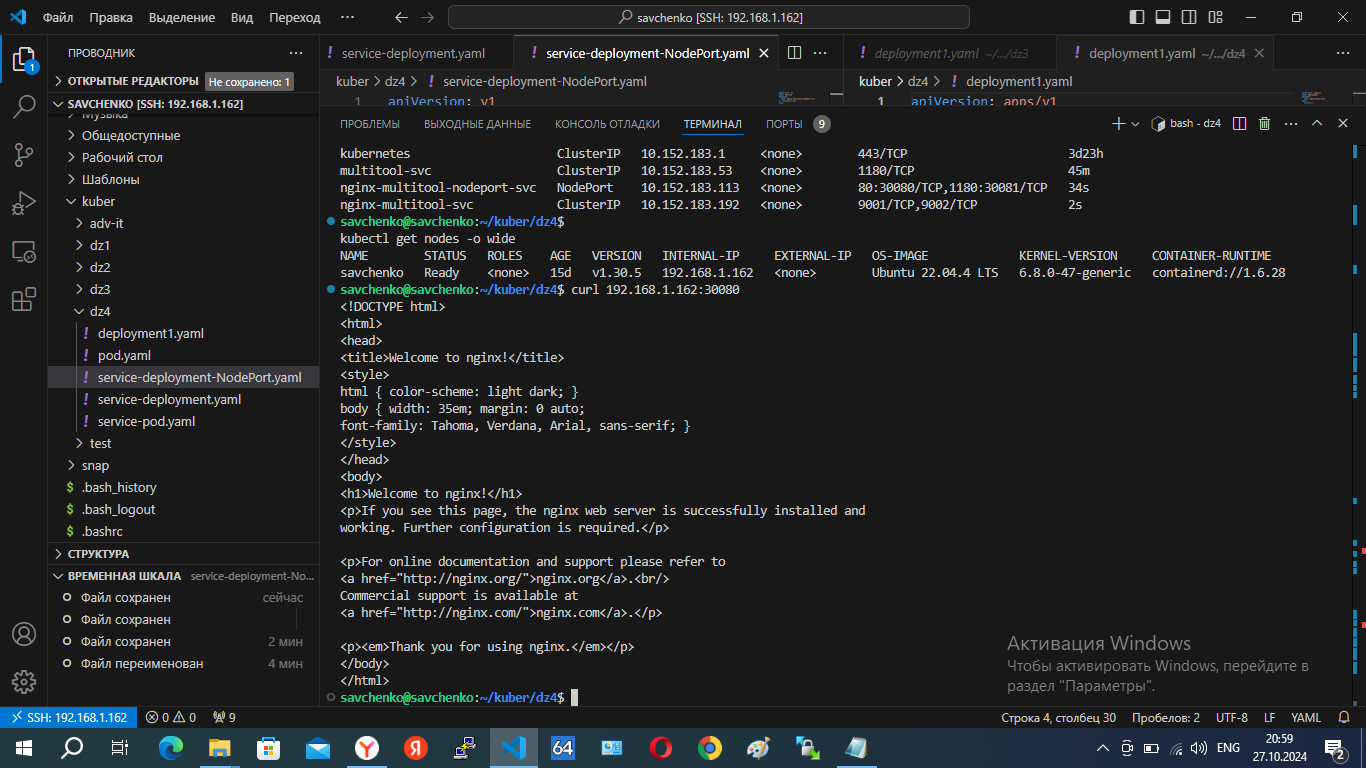 Файл Правка Выделение Вид Переход ··· savchenko [SSH: 192.168.1.162]
ПРОВОДНИК
ОТКРЫТЫЕ РЕДАКТОРЫ Не сохранено: 1
SAVCHENKO [SSH: 192.168.1.162]
Музыка
Общедоступные
Рабочий стол
Шаблоны
kuber
adv-it
dz1
dz2
dz3
dz4
deployment1.yaml
pod.yaml
service-deployment-NodePort.yaml
service-deployment.yaml
service-pod.yaml
test
snap
.bash_history
.bash_logout
.bashrc
СТРУКТУРА
ВРЕМЕННАЯ ШКАЛА service-deployment-No...
Файл сохранен сейчас
Файл сохранен
Файл сохранен 2 мин
Файл переименован 4 мин
1
service-deployment.yaml service-deployment-NodePort.yaml deployment1.yaml ~/.../dz3 deployment1.yaml ~/.../dz4
kuber > dz4 > service-deployment-NodePort.yaml kuber > dz4 > deployment1.yaml
1 apiVersion: v1 1 apiVersion: apps/v1
ПРОБЛЕМЫ ВЫХОДНЫЕ ДАННЫЕ КОНСОЛЬ ОТЛАДКИ ТЕРМИНАЛ ПОРТЫ 9 bash - dz4
kubernetes ClusterIP 10.152.183.1 <none> 443/TCP 3d23h
multitool-svc ClusterIP 10.152.183.53 <none> 1180/TCP 45m
nginx-multitool-nodeport-svc NodePort 10.152.183.113 <none> 80:30080/TCP,1180:30081/TCP 34s
nginx-multitool-svc ClusterIP 10.152.183.192 <none> 9001/TCP,9002/TCP 2s
savchenko@savchenko:~/kuber/dz4$
kubectl get nodes -o wide
NAME STATUS ROLES AGE VERSION INTERNAL-IP EXTERNAL-IP OS-IMAGE KERNEL-VERSION CONTAINER-RUNTIME
savchenko Ready <none> 15d v1.30.5 192.168.1.162 <none> Ubuntu 22.04.4 LTS 6.8.0-47-generic containerd://1.6.28
savchenko@savchenko:~/kuber/dz4$ curl 192.168.1.162:30080
<!DOCTYPE html>
<html>
<head>
<title>Welcome to nginx!</title>
<style>
html { color-scheme: light dark; }
body { width: 35em; margin: 0 auto;
font-family: Tahoma, Verdana, Arial, sans-serif; }
</style>
</head>
<body>
<h1>Welcome to nginx!</h1>
<p>If you see this page, the nginx web server is successfully installed and
working. Further configuration is required.</p>
<p>For online documentation and support please refer to
<a href="http://nginx.org/">nginx.org</a>.<br/>
Commercial support is available at
<a href="http://nginx.com/">nginx.com</a>.</p>
<p><em>Thank you for using nginx.</em></p>
</body>
</html>
savchenko@savchenko:~/kuber/dz4$
Активация Windows
Чтобы активировать Windows, перейдите в
раздел "Параметры".
SSH: 192.168.1.162 0 0 9 Строка 4, столбец 30 Пробелов: 2 UTF-8 LF YAML
64 ENG 20:59
27.10.2024 2